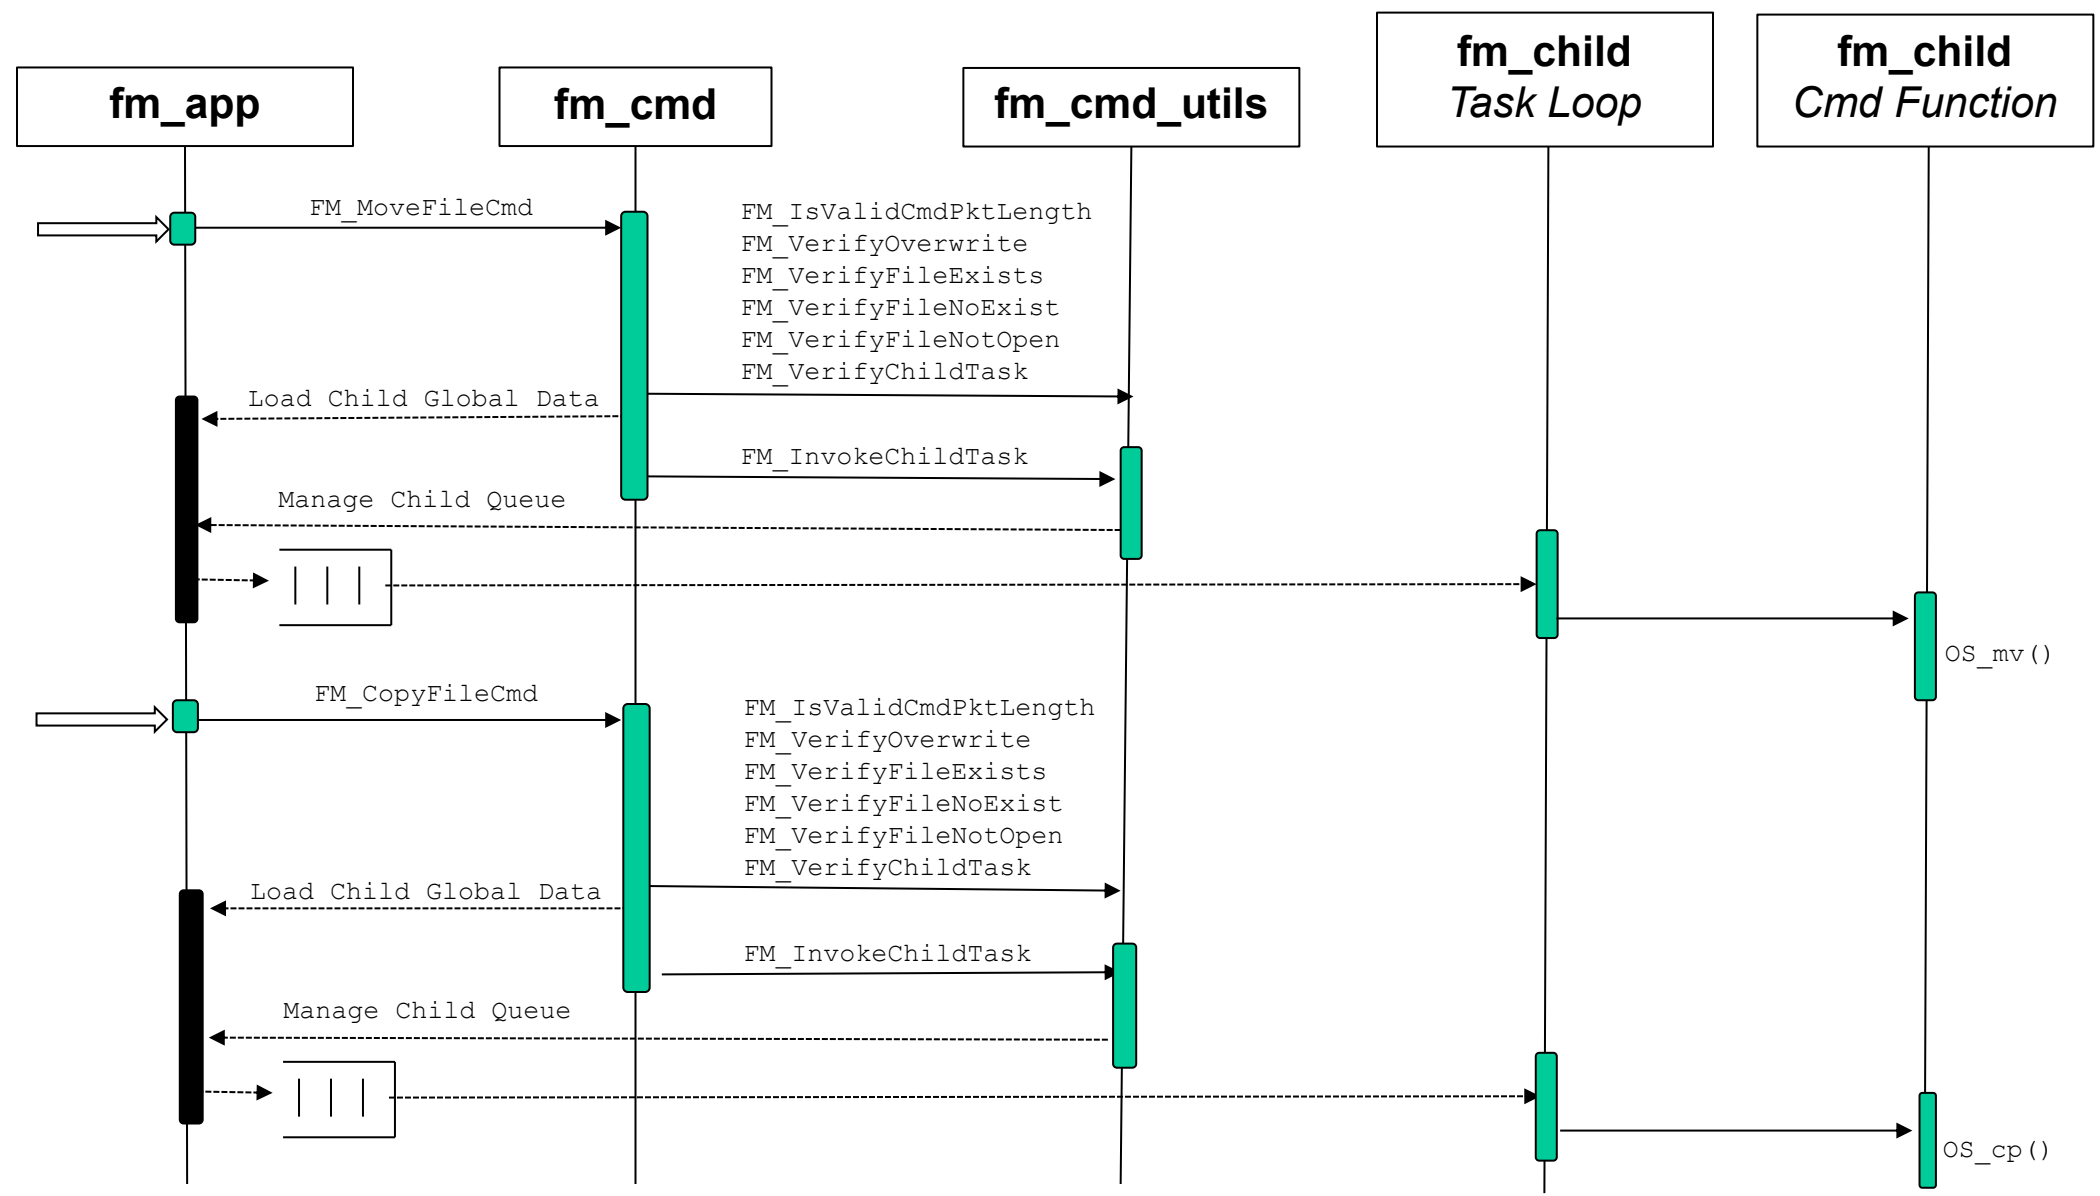 fm_app
fm_cmd
fm_cmd_utils
fm_child
Task Loop
fm_child
Cmd Function
FM_MoveFileCmd
FM_IsValidCmdPktLength
FM_VerifyOverwrite
FM_VerifyFileExists
FM_VerifyFileNoExist
FM_VerifyFileNotOpen
FM_VerifyChildTask
Load Child Global Data
FM_InvokeChildTask
Manage Child Queue
OS_mv()
FM_CopyFileCmd
FM_IsValidCmdPktLength
FM_VerifyOverwrite
FM_VerifyFileExists
FM_VerifyFileNoExist
FM_VerifyFileNotOpen
FM_VerifyChildTask
Load Child Global Data
FM_InvokeChildTask
Manage Child Queue
OS_cp()